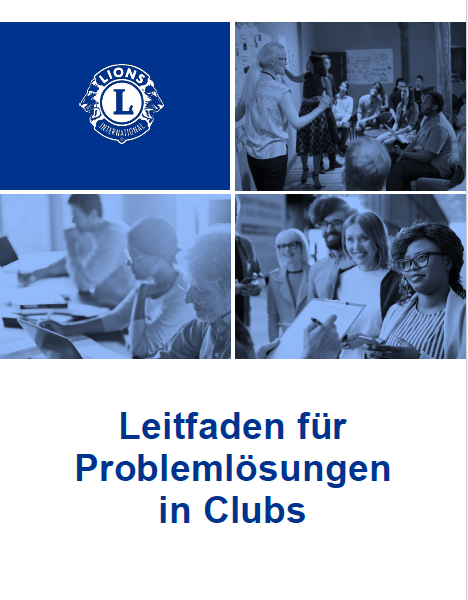 LIONS
L
INTERNATIONAL
Leitfaden für
Problemlösungen
in Clubs